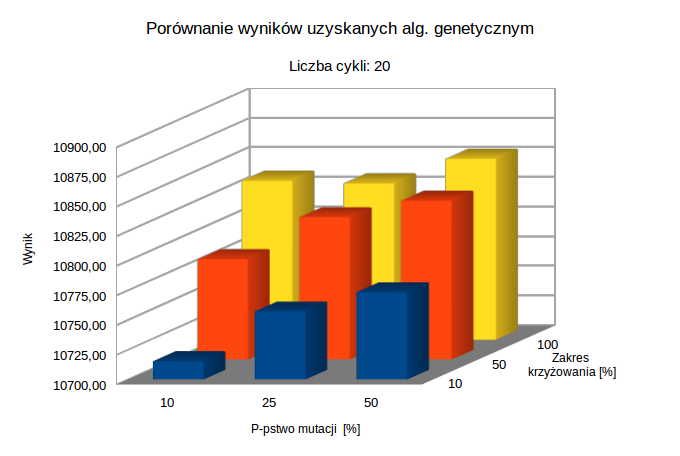 Porównanie wyników uzyskanych alg. genetycznym
Liczba cykli: 20
10900,00
10875,00
10850,00
10825,00
10800,00
10775,00
10750,00
10725,00
10700,00
Wynik
10
25
50
P-pstwo mutacji [%]
10
50
100
Zakres
krzyżowania [%]